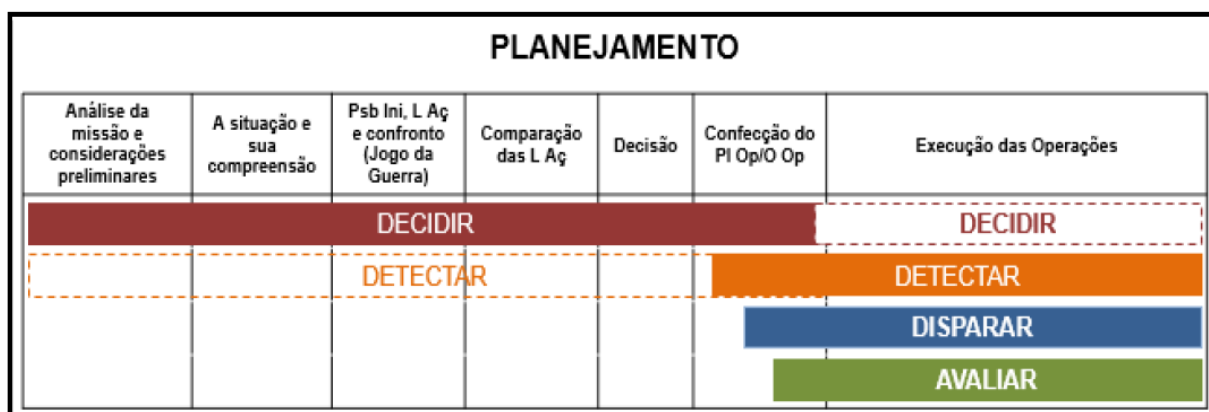 PLANEJAMENTO
Análise da
missão e
considerações
preliminares
A situação e
sua
compreensão
Psb Ini, L Aç
e confronto
(Jogo da
Guerra)
Comparação
das L Aç
Decisão
Confecção do
Pl Op/O Op
Execução das Operações
DECIDIR
DECIDIR
DETECTAR
DETECTAR
DISPARAR
AVALIAR